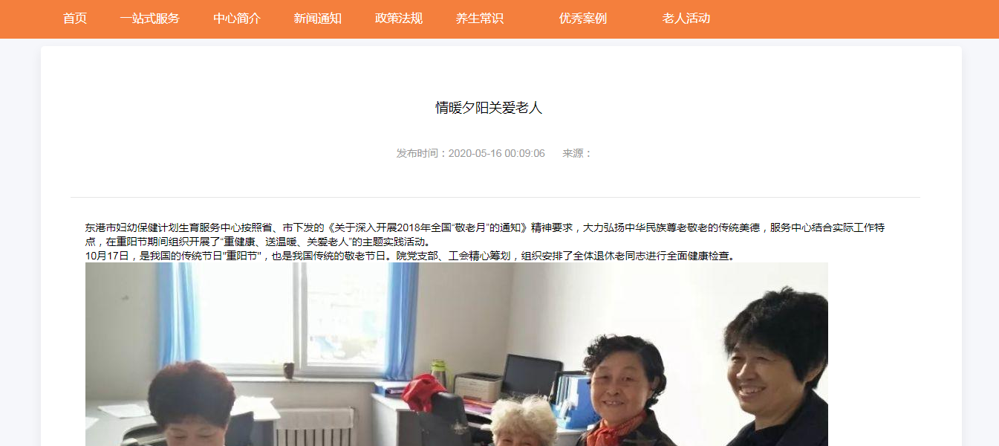 首页 一站式服务 中心简介 新闻通知 政策法规 养生常识 优秀案例 老人活动
情暖夕阳关爱老人
发布时间：2020-05-16 00:09:06 来源：
东港市妇幼保健计划生育服务中心按照省、市下发的《关于深入开展2018年全国“敬老月”的通知》精神要求，大力弘扬中华民族尊老敬老的传统美德，服务中心结合实际工作特
点，在重阳节期间组织开展了“重健康、送温暖、关爱老人”的主题实践活动。
10月17日，是我国的传统节日"重阳节"，也是我国传统的敬老节日。院党支部、工会精心筹划，组织安排了全体退休老同志进行全面健康检查。